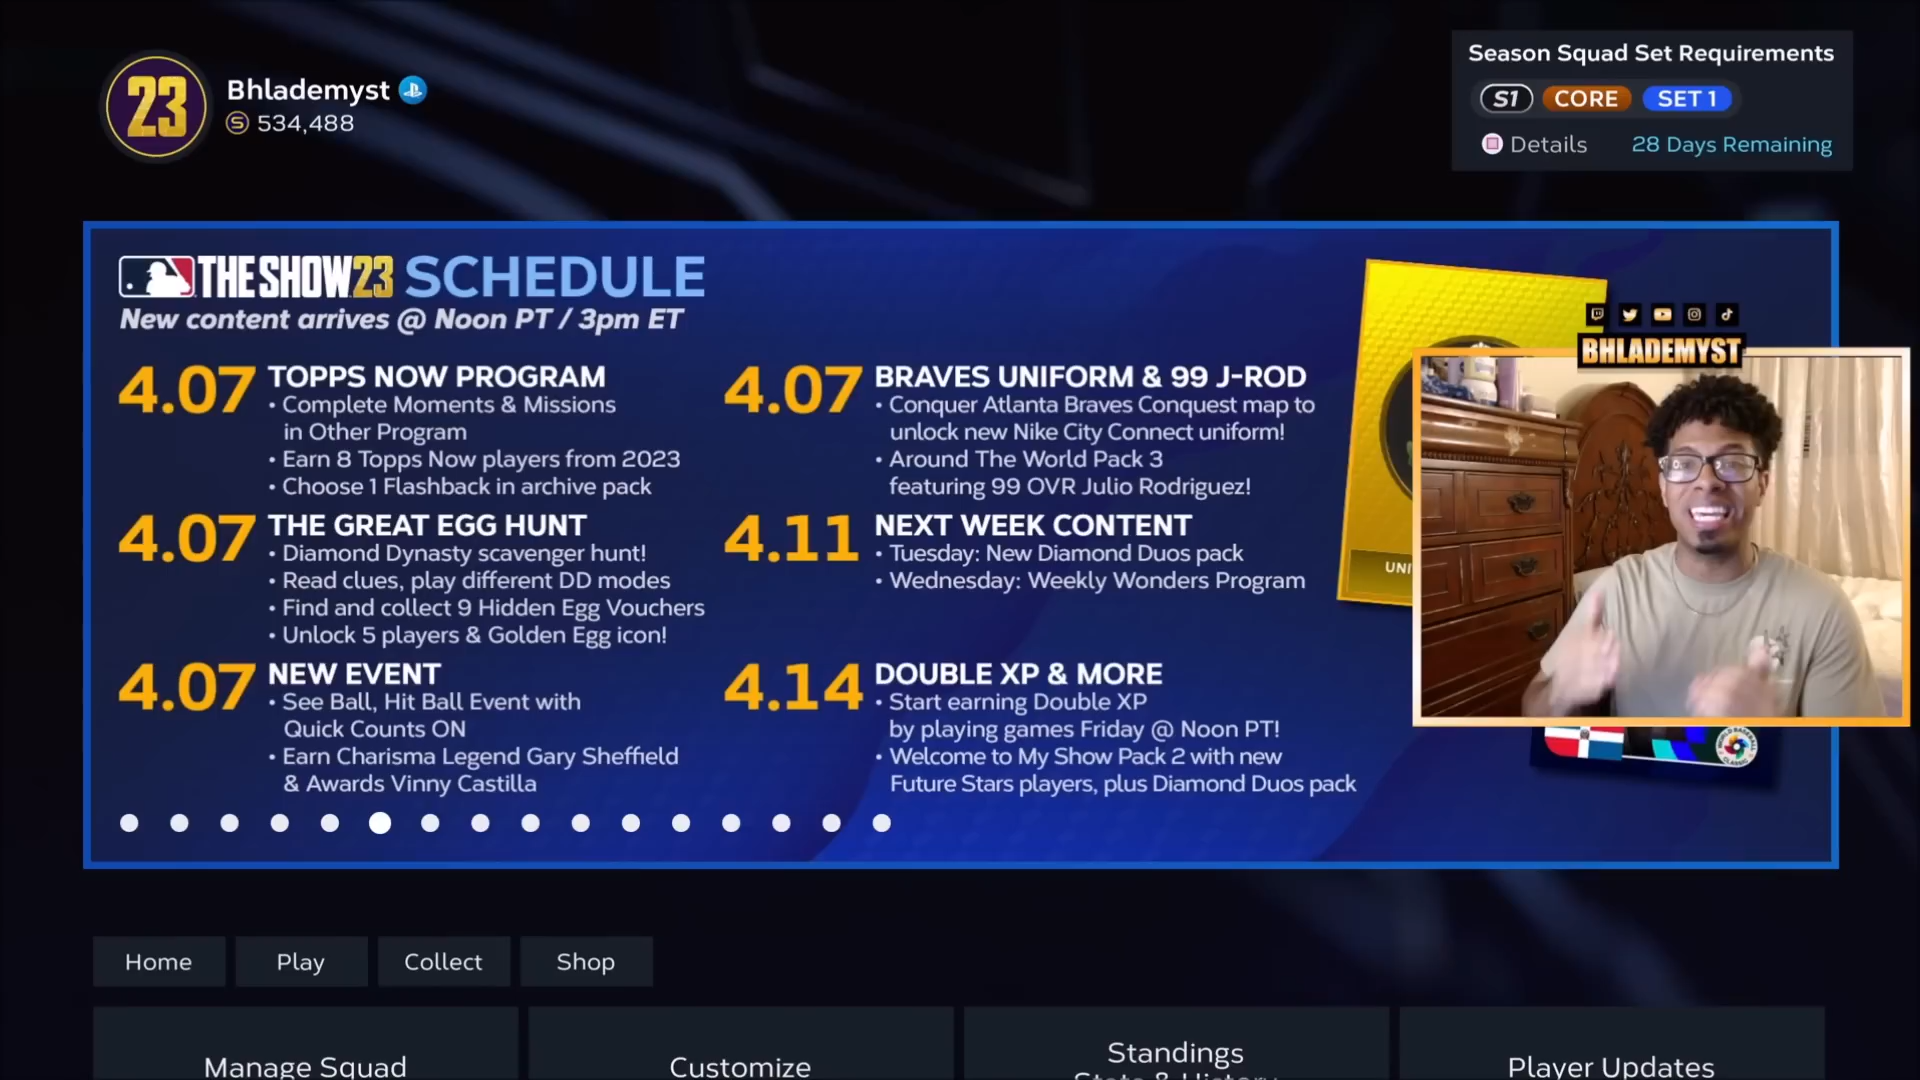 23
Bhlademyst
534,488
Season Squad Set Requirements
S1 CORE SET 1
Details 28 Days Remaining
THE SHOW 23 SCHEDULE
New content arrives @ Noon PT / 3pm ET
4.07 TOPPS NOW PROGRAM
• Complete Moments & Missions
in Other Program
• Earn 8 Topps Now players from 2023
• Choose 1 Flashback in archive pack
4.07 THE GREAT EGG HUNT
• Diamond Dynasty scavenger hunt!
• Read clues, play different DD modes
• Find and collect 9 Hidden Egg Vouchers
• Unlock 5 players & Golden Egg icon!
4.07 NEW EVENT
• See Ball, Hit Ball Event with
Quick Counts ON
• Earn Charisma Legend Gary Sheffield
& Awards Vinny Castilla
4.07 BRAVES UNIFORM & 99 J-ROD
• Conquer Atlanta Braves Conquest map to
unlock new Nike City Connect uniform!
• Around The World Pack 3
featuring 99 OVR Julio Rodriguez!
4.11 NEXT WEEK CONTENT
• Tuesday: New Diamond Duos pack
• Wednesday: Weekly Wonders Program
4.14 DOUBLE XP & MORE
• Start earning Double XP
by playing games Friday @ Noon PT!
• Welcome to My Show Pack 2 with new
Future Stars players, plus Diamond Duos pack
UNI
BHLADEMYST
Home Play Collect Shop
Manage Squad
Customize
Standings
Stats & History
Player Updates